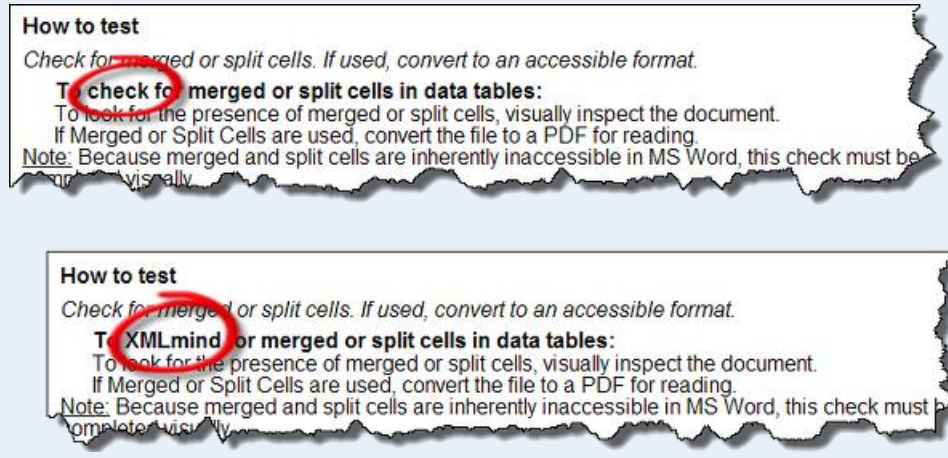 How to test
Check for merged or split cells. If used, convert to an accessible format.
To check for merged or split cells in data tables:
To look for the presence of merged or split cells, visually inspect the document.
If Merged or Split Cells are used, convert the file to a PDF for reading.
Note: Because merged and split cells are inherently inaccessible in MS Word, this check must be
completed visually
How to test
Check for merged or split cells. If used, convert to an accessible format.
To XMLmind for merged or split cells in data tables:
To look for the presence of merged or split cells, visually inspect the document.
If Merged or Split Cells are used, convert the file to a PDF for reading.
Note: Because merged and split cells are inherently inaccessible in MS Word, this check must
completed visually